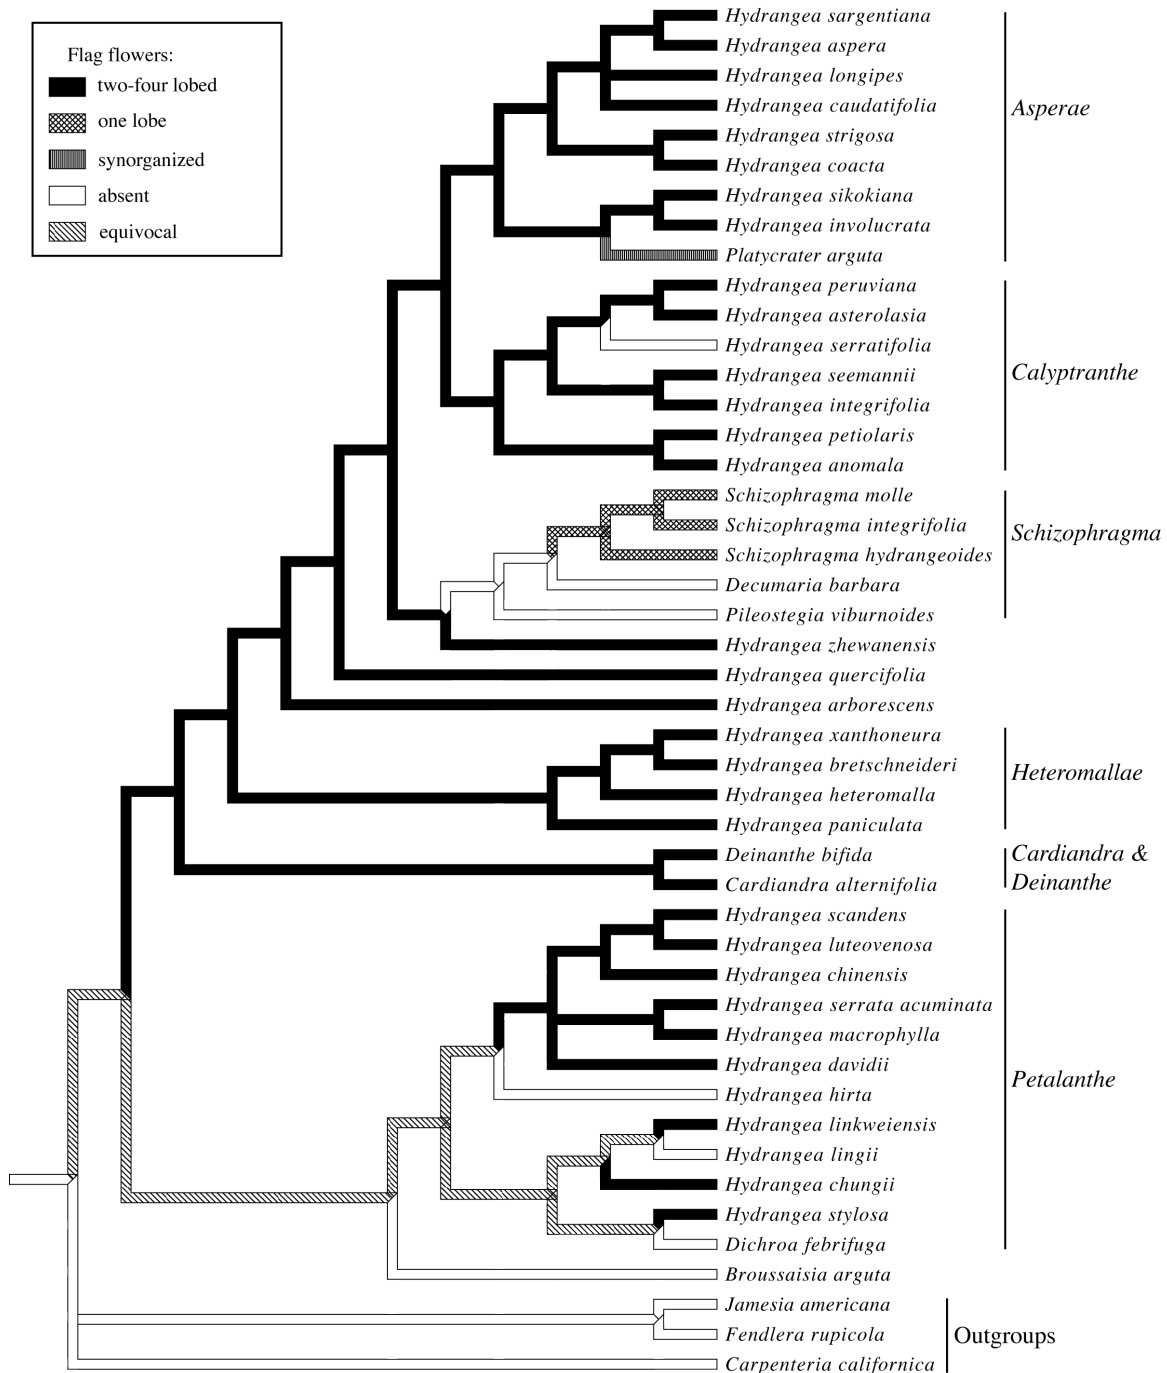 Flag flowers:
two-four lobed
one lobe
synorganized
absent
equivocal
Hydrangea sargentiana
Hydrangea aspera
Hydrangea longipes
Hydrangea caudatifolia
Hydrangea strigosa
Hydrangea coacta
Hydrangea sikokiana
Hydrangea involucrata
Platycrater arguta
Asperae
Hydrangea peruviana
Hydrangea asterolasia
Hydrangea serratifolia
Hydrangea seemannii
Hydrangea integrifolia
Hydrangea petiolaris
Hydrangea anomala
Calyptranthe
Schizophragma molle
Schizophragma integrifolia
Schizophragma hydrangeoides
Decumaria barbara
Pileostegia viburnoides
Schizophragma
Hydrangea zhewanensis
Hydrangea quercifolia
Hydrangea arborescens
Hydrangea xanthoneura
Hydrangea bretschneideri
Hydrangea heteromalla
Hydrangea paniculata
Heteromallae
Deinanthe bifida
Cardiandra alternifolia
Cardiandra &
Deinanthe
Hydrangea scandens
Hydrangea luteovenosa
Hydrangea chinensis
Hydrangea serrata acuminata
Hydrangea macrophylla
Hydrangea davidii
Hydrangea hirta
Hydrangea linkweiensis
Hydrangea lingii
Hydrangea chungii
Hydrangea stylosa
Dichroa febrifuga
Petalanthe
Broussaisia arguta
Jamesia americana
Fendlera rupicola
Carpenteria californica
Outgroups